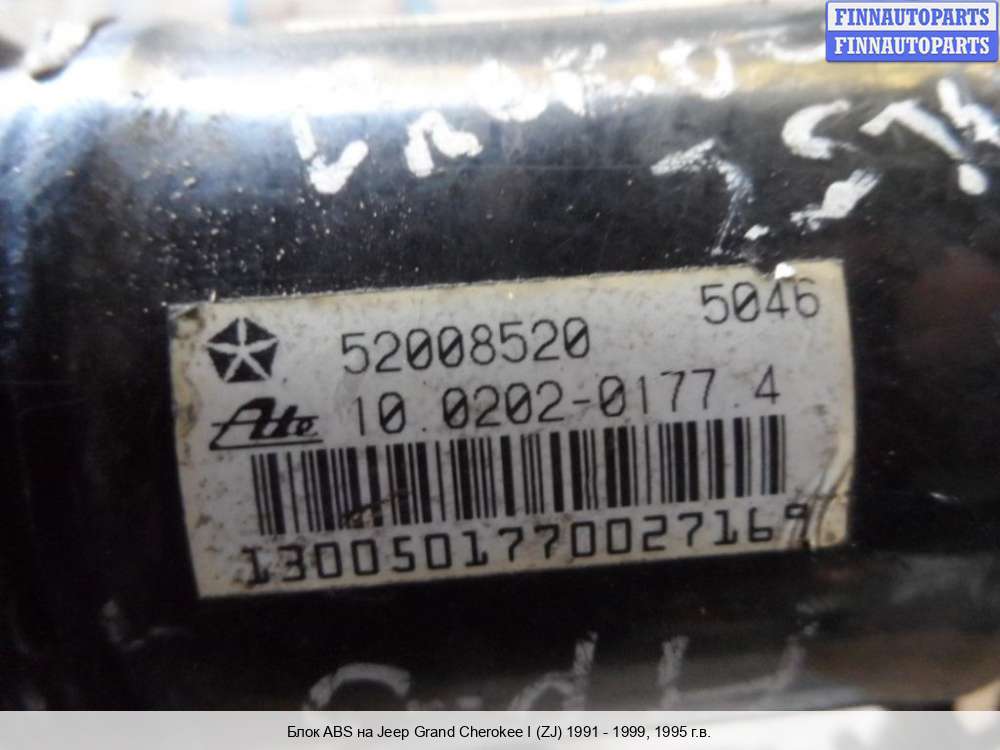 FINNAUTOPARTS
FINNAUTOPARTS
52008520 5046
Ate 10.0202-0177.4
1300501770027169
Блок ABS на Jeep Grand Cherokee I (ZJ) 1991 - 1999, 1995 г.в.